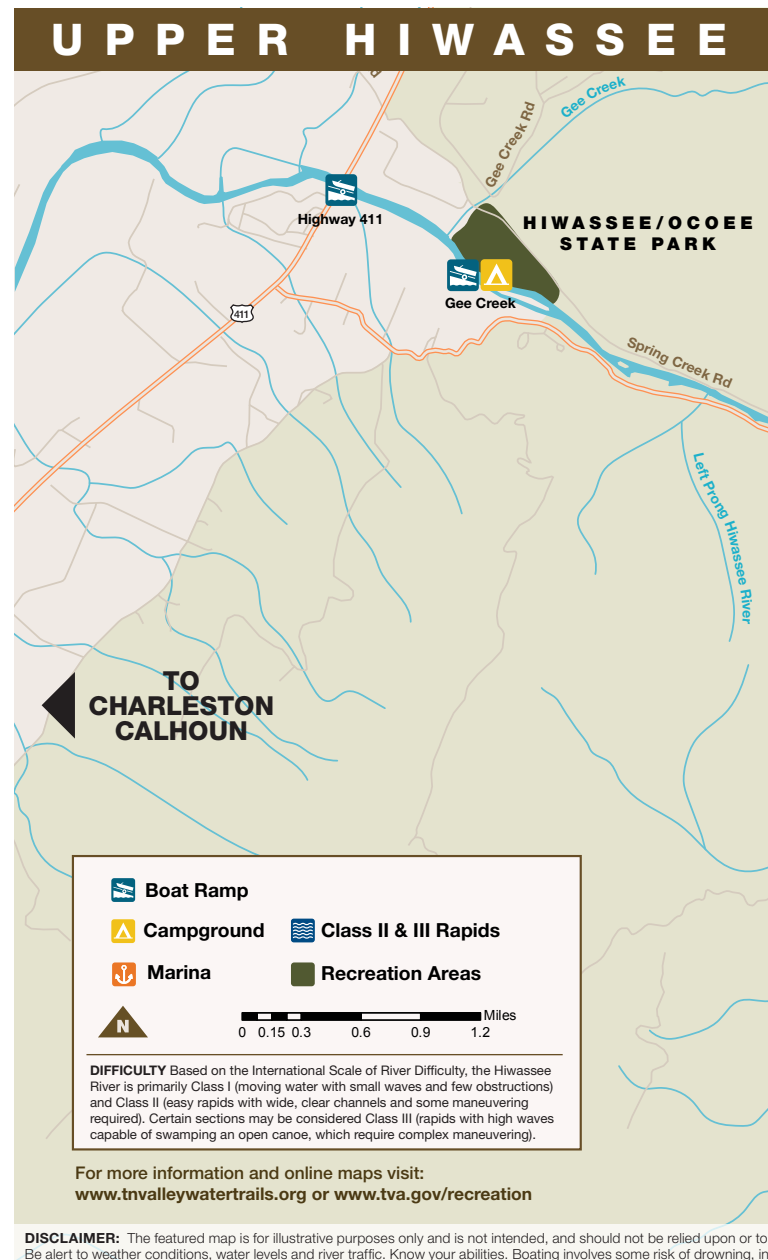 UPPER HIWASSEE
Gee Creek
Gee Creek Rd
Highway 411
HIWASSEE/OCOEE
STATE PARK
Gee Creek
411
Spring Creek Rd
Left Prong Hiwassee River
TO
CHARLESTON
CALHOUN
Boat Ramp
Campground
Class II & III Rapids
Marina
Recreation Areas
N
Miles
0 0.15 0.3 0.6 0.9 1.2
DIFFICULTY Based on the International Scale of River Difficulty, the Hiwassee
River is primarily Class I (moving water with small waves and few obstructions)
and Class II (easy rapids with wide, clear channels and some maneuvering
required). Certain sections may be considered Class III (rapids with high waves
capable of swamping an open canoe, which require complex maneuvering).
For more information and online maps visit:
www.tnvalleywatertrails.org or www.tva.gov/recreation
DISCLAIMER: The featured map is for illustrative purposes only and is not intended, and should not be relied upon or to
Be alert to weather conditions, water levels and river traffic. Know your abilities. Boating involves some risk of drowning, in